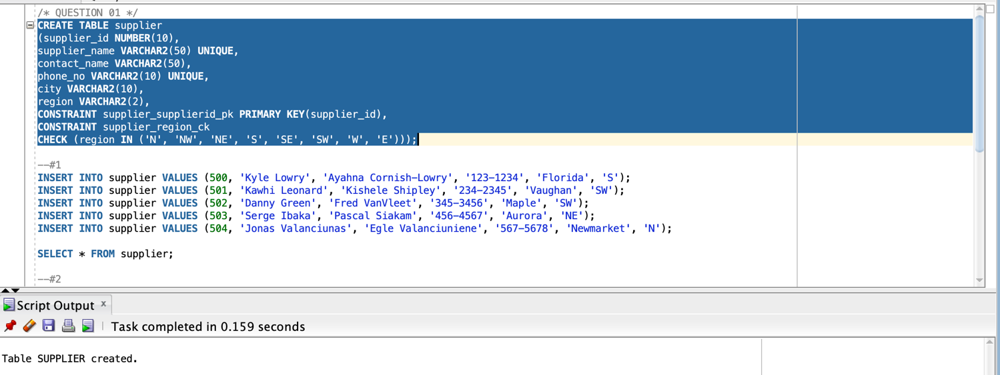 /* QUESTION 01 */
CREATE TABLE supplier
(supplier_id NUMBER(10),
supplier_name VARCHAR2(50) UNIQUE,
contact_name VARCHAR2(50),
phone_no VARCHAR2(10) UNIQUE,
city VARCHAR2(10),
region VARCHAR2(2),
CONSTRAINT supplier_supplierid_pk PRIMARY KEY(supplier_id),
CONSTRAINT supplier_region_ck
CHECK (region IN ('N', 'NW', 'NE', 'S', 'SE', 'SW', 'W', 'E')));
--#1
INSERT INTO supplier VALUES (500, 'Kyle Lowry', 'Ayahna Cornish-Lowry', '123-1234', 'Florida', 'S');
INSERT INTO supplier VALUES (501, 'Kawhi Leonard', 'Kishele Shipley', '234-2345', 'Vaughan', 'SW');
INSERT INTO supplier VALUES (502, 'Danny Green', 'Fred VanVleet', '345-3456', 'Maple', 'SW');
INSERT INTO supplier VALUES (503, 'Serge Ibaka', 'Pascal Siakam', '456-4567', 'Aurora', 'NE');
INSERT INTO supplier VALUES (504, 'Jonas Valanciunas', 'Egle Valanciuniene', '567-5678', 'Newmarket', 'N');
SELECT * FROM supplier;
--#2
Script Output x
Task completed in 0.159 seconds
Table SUPPLIER created.